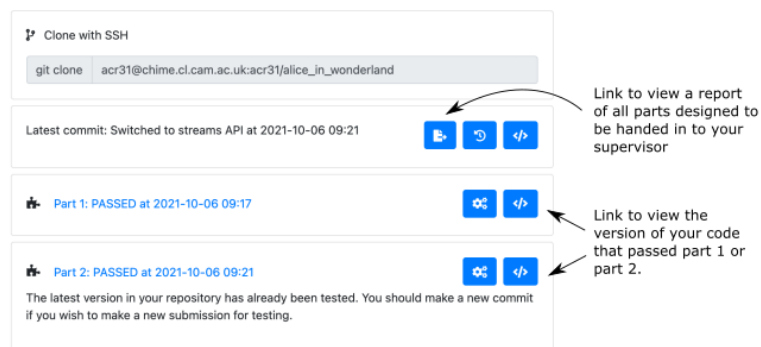 Clone with SSH
git clone acr31@chime.cl.cam.ac.uk:acr31/alice_in_wonderland
Latest commit: Switched to streams API at 2021-10-06 09:21
</>
Link to view a report
of all parts designed to
be handed in to your
supervisor
Part 1: PASSED at 2021-10-06 09:17
</>
Link to view the
version of your code
that passed part 1 or
part 2.
Part 2: PASSED at 2021-10-06 09:21
</>
The latest version in your repository has already been tested. You should make a new commit
if you wish to make a new submission for testing.